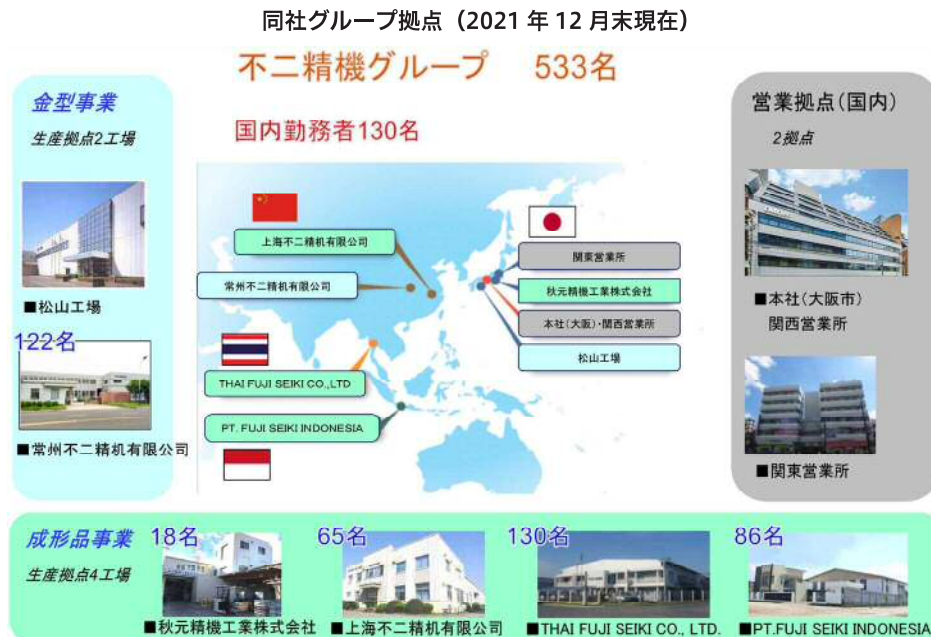 同社グループ拠点（2021 年 12 月末現在）
不二精機グループ 533名
国内勤務者130名
金型事業
生産拠点2工場
■松山工場
122名
■常州不二精机有限公司
上海不二精机有限公司
常州不二精机有限公司
THAI FUJI SEIKI CO.,LTD
PT. FUJI SEIKI INDONESIA
関東営業所
秋元精機工業株式会社
本社(大阪)・関西営業所
松山工場
営業拠点(国内)
2拠点
■本社(大阪市)
関西営業所
■関東営業所
成形品事業
生産拠点4工場
18名
■秋元精機工業株式会社
65名
■上海不二精机有限公司
130名
■THAI FUJI SEIKI CO., LTD.
86名
■PT.FUJI SEIKI INDONESIA